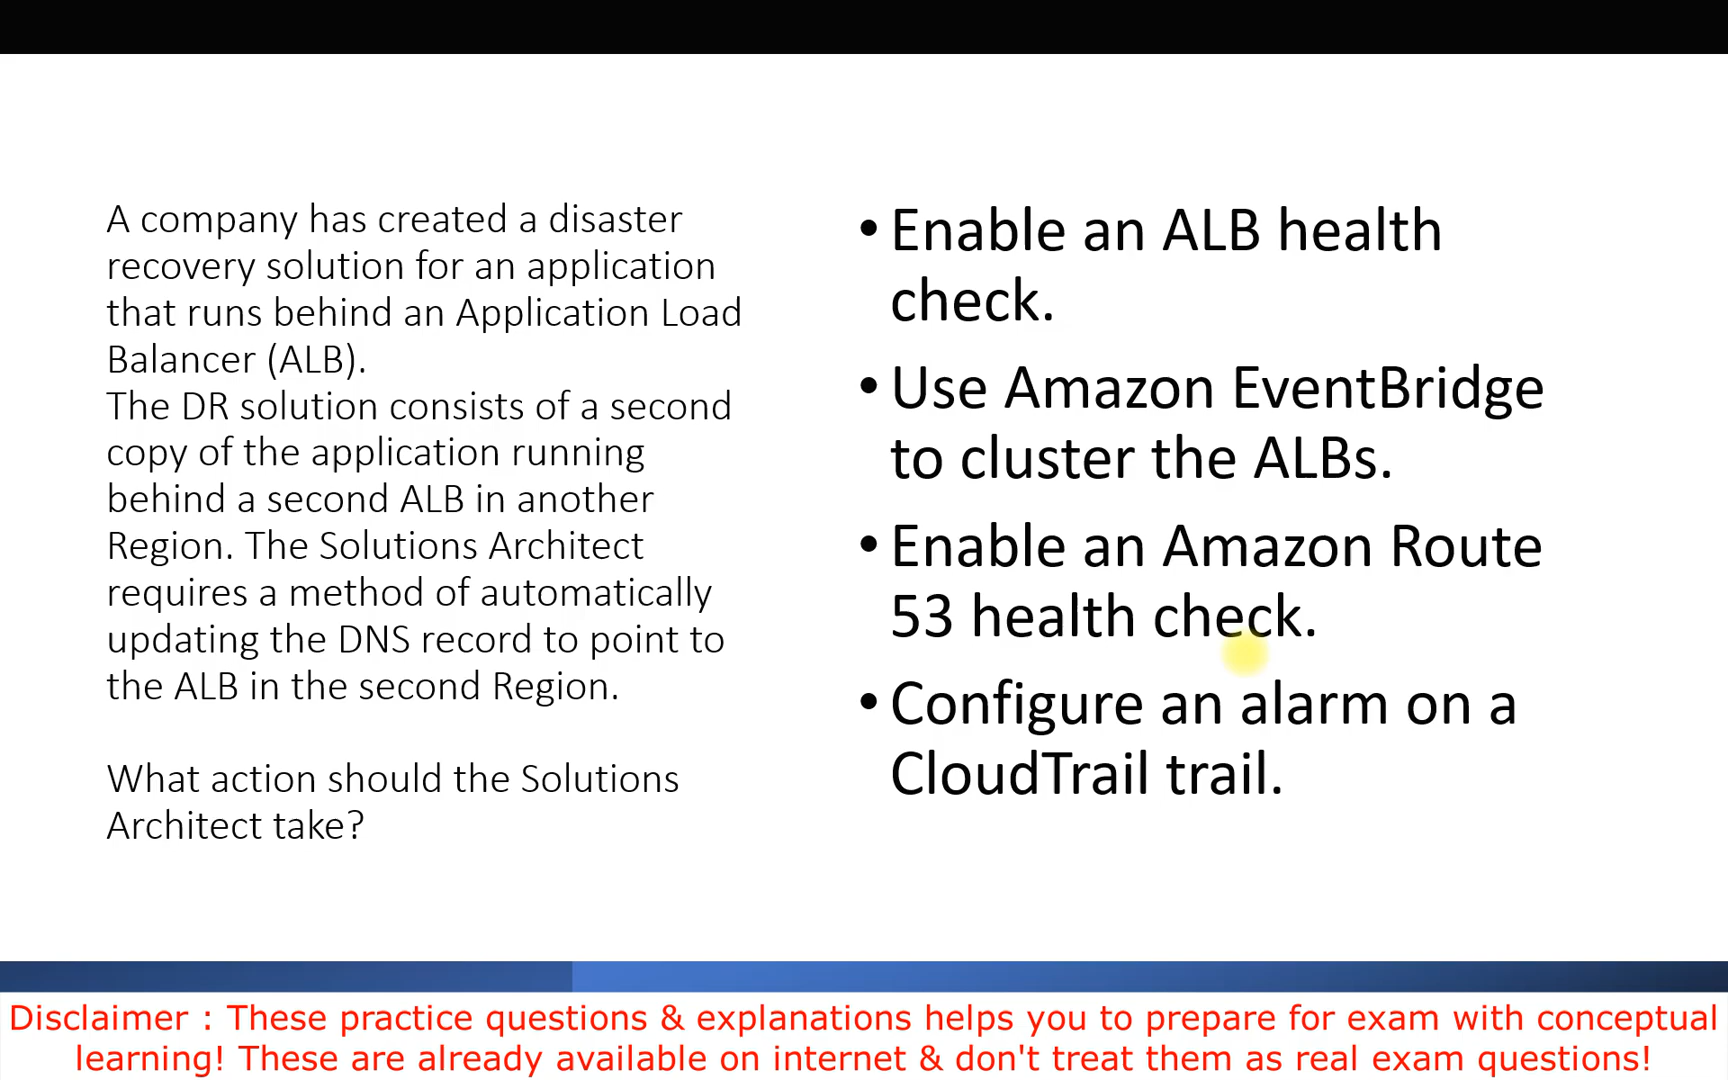 A company has created a disaster
recovery solution for an application
that runs behind an Application Load
Balancer (ALB).
The DR solution consists of a second
copy of the application running
behind a second ALB in another
Region. The Solutions Architect
requires a method of automatically
updating the DNS record to point to
the ALB in the second Region.
What action should the Solutions
Architect take?
• Enable an ALB health
check.
• Use Amazon EventBridge
to cluster the ALBs.
• Enable an Amazon Route
53 health check.
• Configure an alarm on a
CloudTrail trail.
Disclaimer : These practice questions & explanations helps you to prepare for exam with conceptual
learning! These are already available on internet & don't treat them as real exam questions!